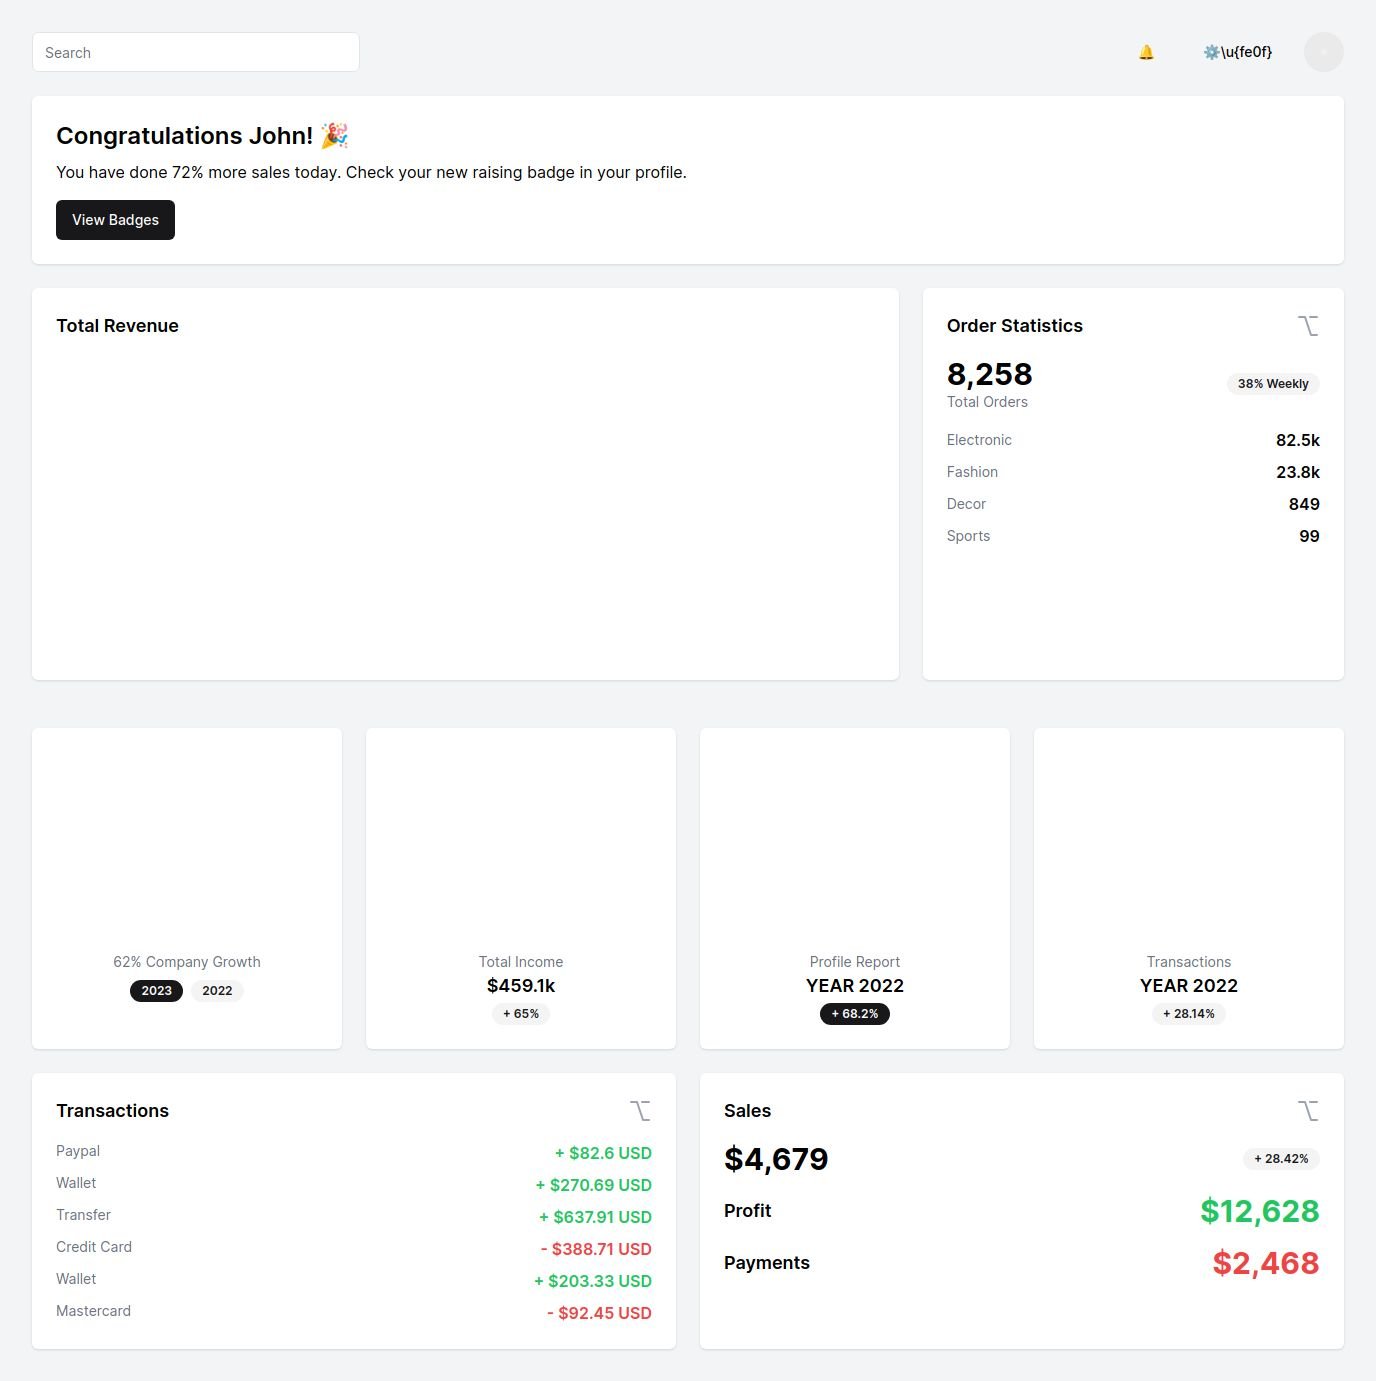 Search
🔔 ⚙️\u{fe0f}
Congratulations John! 🎉
You have done 72% more sales today. Check your new raising badge in your profile.
View Badges
Total Revenue
Order Statistics
8,258
Total Orders
38% Weekly
Electronic 82.5k
Fashion 23.8k
Decor 849
Sports 99
62% Company Growth
2023 2022
Total Income
$459.1k
+ 65%
Profile Report
YEAR 2022
+ 68.2%
Transactions
YEAR 2022
+ 28.14%
Transactions
Paypal + $82.6 USD
Wallet + $270.69 USD
Transfer + $637.91 USD
Credit Card - $388.71 USD
Wallet + $203.33 USD
Mastercard - $92.45 USD
Sales
$4,679 + 28.42%
Profit $12,628
Payments $2,468